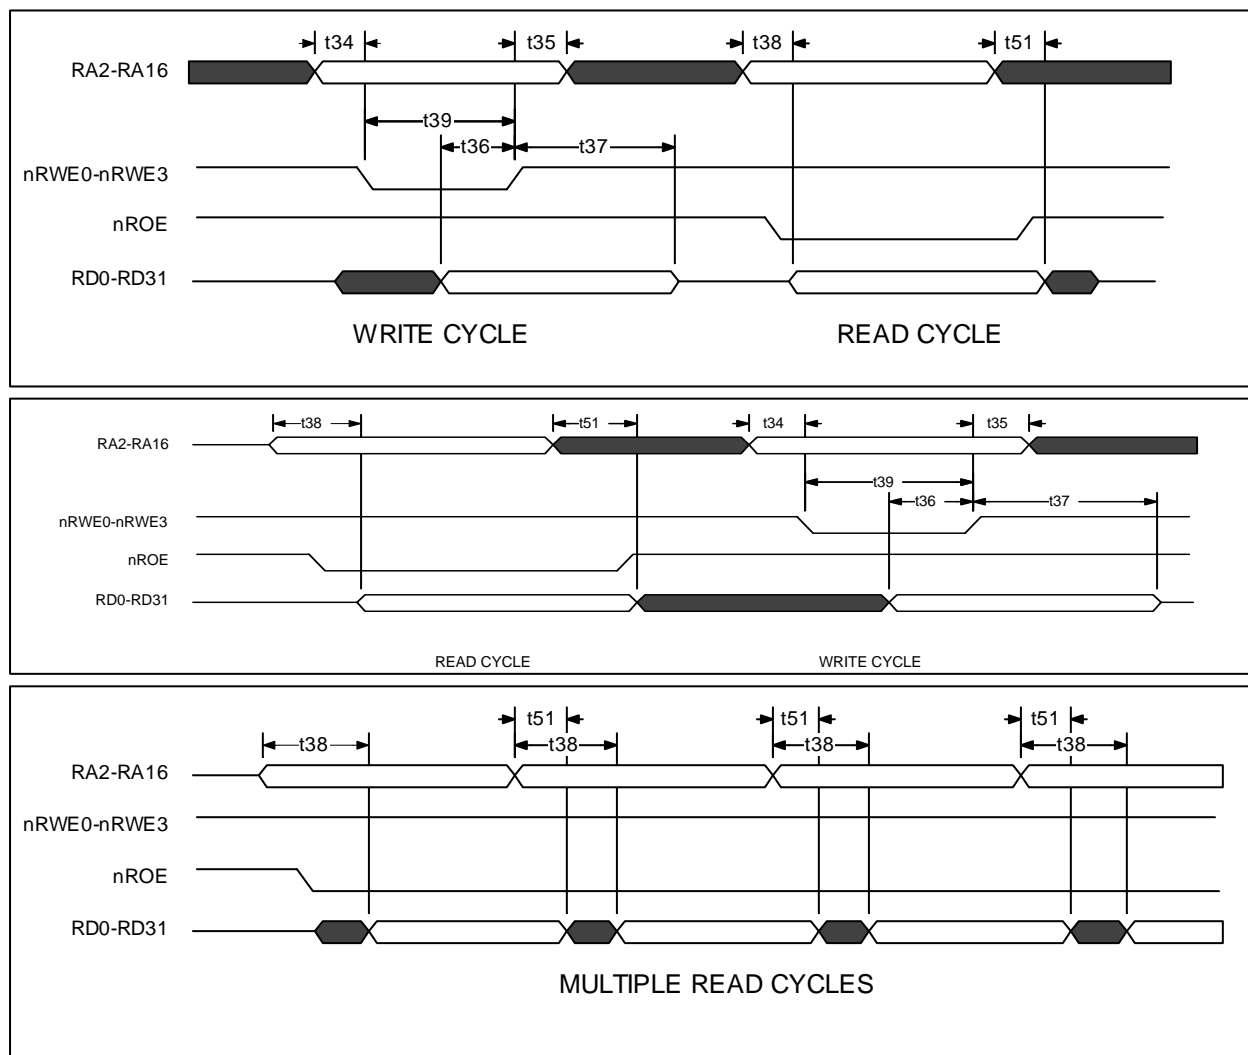 t34 t35 t38 t51
RA2-RA16
t39
t36 t37
nRWE0-nRWE3
nROE
RD0-RD31
WRITE CYCLE READ CYCLE
t38 t51 t34 t35
RA2-RA16
t39
t36 t37
nRWE0-nRWE3
nROE
RD0-RD31
READ CYCLE WRITE CYCLE
t51 t51 t51
t38 t38 t38 t38
RA2-RA16
nRWE0-nRWE3
nROE
RD0-RD31
MULTIPLE READ CYCLES